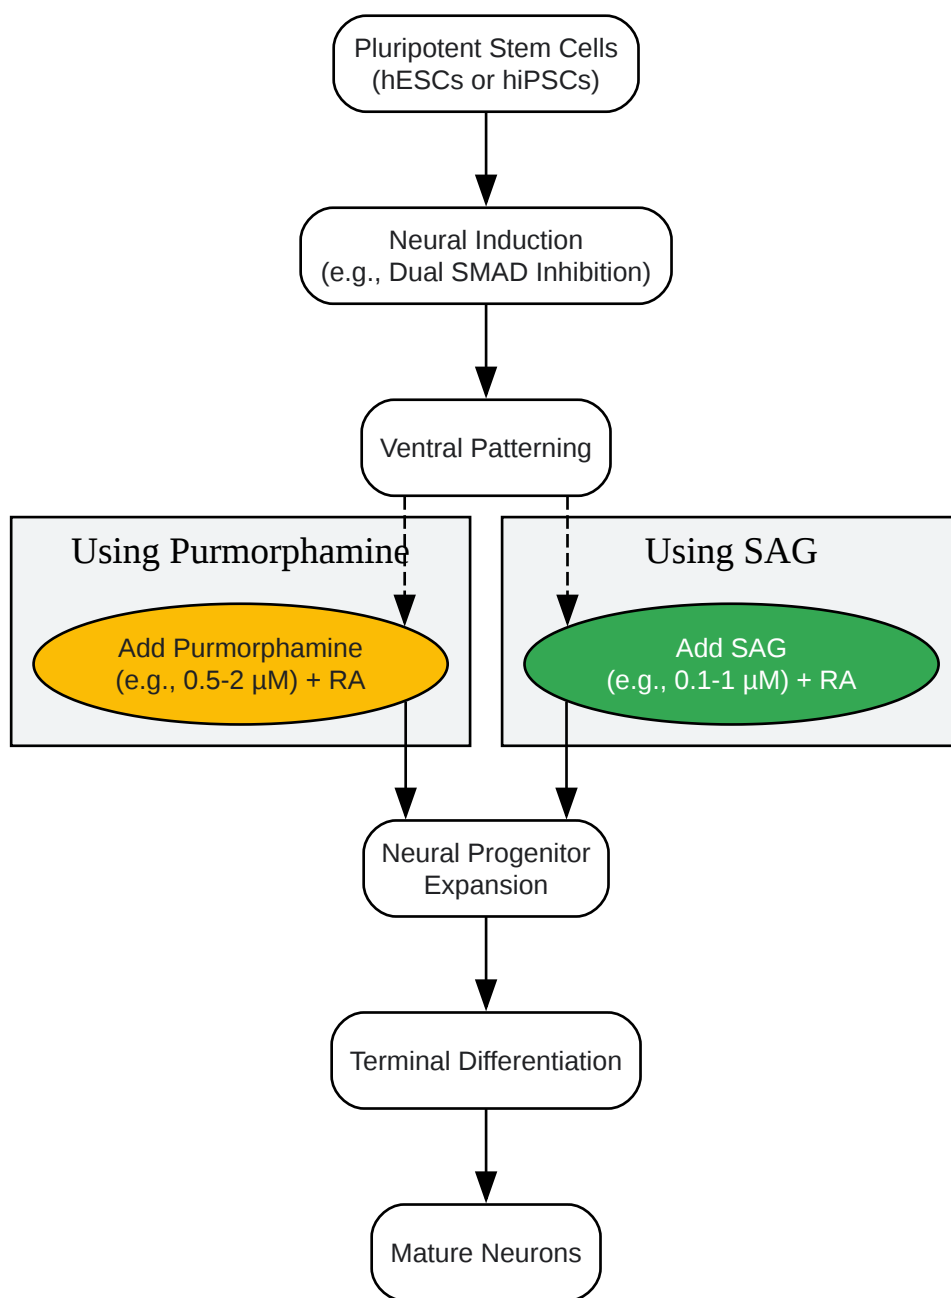 Pluripotent Stem Cells
(hESCs or hiPSCs)
Neural Induction
(e.g., Dual SMAD Inhibition)
Ventral Patterning
Using Purmorphamine
Add Purmorphamine
(e.g., 0.5-2 µM) + RA
Using SAG
Add SAG
(e.g., 0.1-1 µM) + RA
Neural Progenitor
Expansion
Terminal Differentiation
Mature Neurons